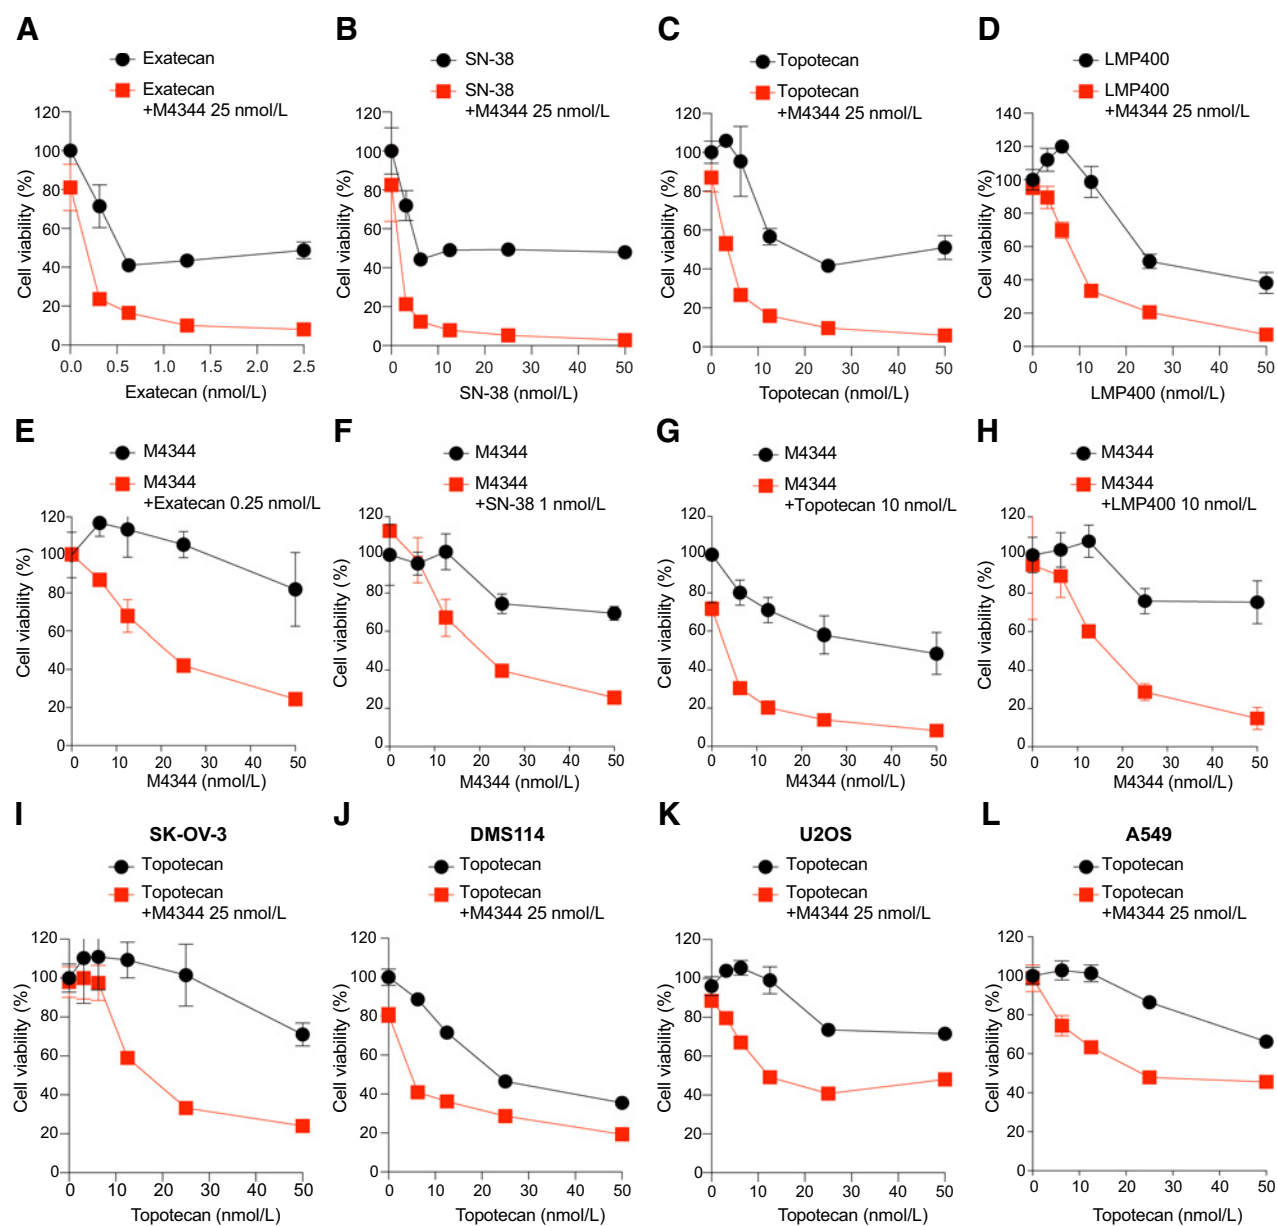 A
Exatecan
Exatecan
+M4344 25 nmol/L
120
100
80
60
40
20
0
Cell viability (%)
0.0 0.5 1.0 1.5 2.0 2.5
Exatecan (nmol/L)
B
SN-38
SN-38
+M4344 25 nmol/L
120
100
80
60
40
20
0
Cell viability (%)
0 10 20 30 40 50
SN-38 (nmol/L)
C
Topotecan
Topotecan
+M4344 25 nmol/L
120
100
80
60
40
20
0
Cell viability (%)
0 10 20 30 40 50
Topotecan (nmol/L)
D
LMP400
LMP400
+M4344 25 nmol/L
140
120
100
80
60
40
20
0
Cell viability (%)
0 10 20 30 40 50
LMP400 (nmol/L)
E
M4344
M4344
+Exatecan 0.25 nmol/L
120
100
80
60
40
20
0
Cell viability (%)
0 10 20 30 40 50
M4344 (nmol/L)
F
M4344
M4344
+SN-38 1 nmol/L
120
100
80
60
40
20
0
Cell viability (%)
0 10 20 30 40 50
M4344 (nmol/L)
G
M4344
M4344
+Topotecan 10 nmol/L
120
100
80
60
40
20
0
Cell viability (%)
0 10 20 30 40 50
M4344 (nmol/L)
H
M4344
M4344
+LMP400 10 nmol/L
120
100
80
60
40
20
0
Cell viability (%)
0 10 20 30 40 50
M4344 (nmol/L)
I
SK-OV-3
Topotecan
Topotecan
+M4344 25 nmol/L
120
100
80
60
40
20
0
Cell viability (%)
0 10 20 30 40 50
Topotecan (nmol/L)
J
DMS114
Topotecan
Topotecan
+M4344 25 nmol/L
120
100
80
60
40
20
0
Cell viability (%)
0 10 20 30 40 50
Topotecan (nmol/L)
K
U2OS
Topotecan
Topotecan
+M4344 25 nmol/L
120
100
80
60
40
20
0
Cell viability (%)
0 10 20 30 40 50
Topotecan (nmol/L)
L
A549
Topotecan
Topotecan
+M4344 25 nmol/L
120
100
80
60
40
20
0
Cell viability (%)
0 10 20 30 40 50
Topotecan (nmol/L)